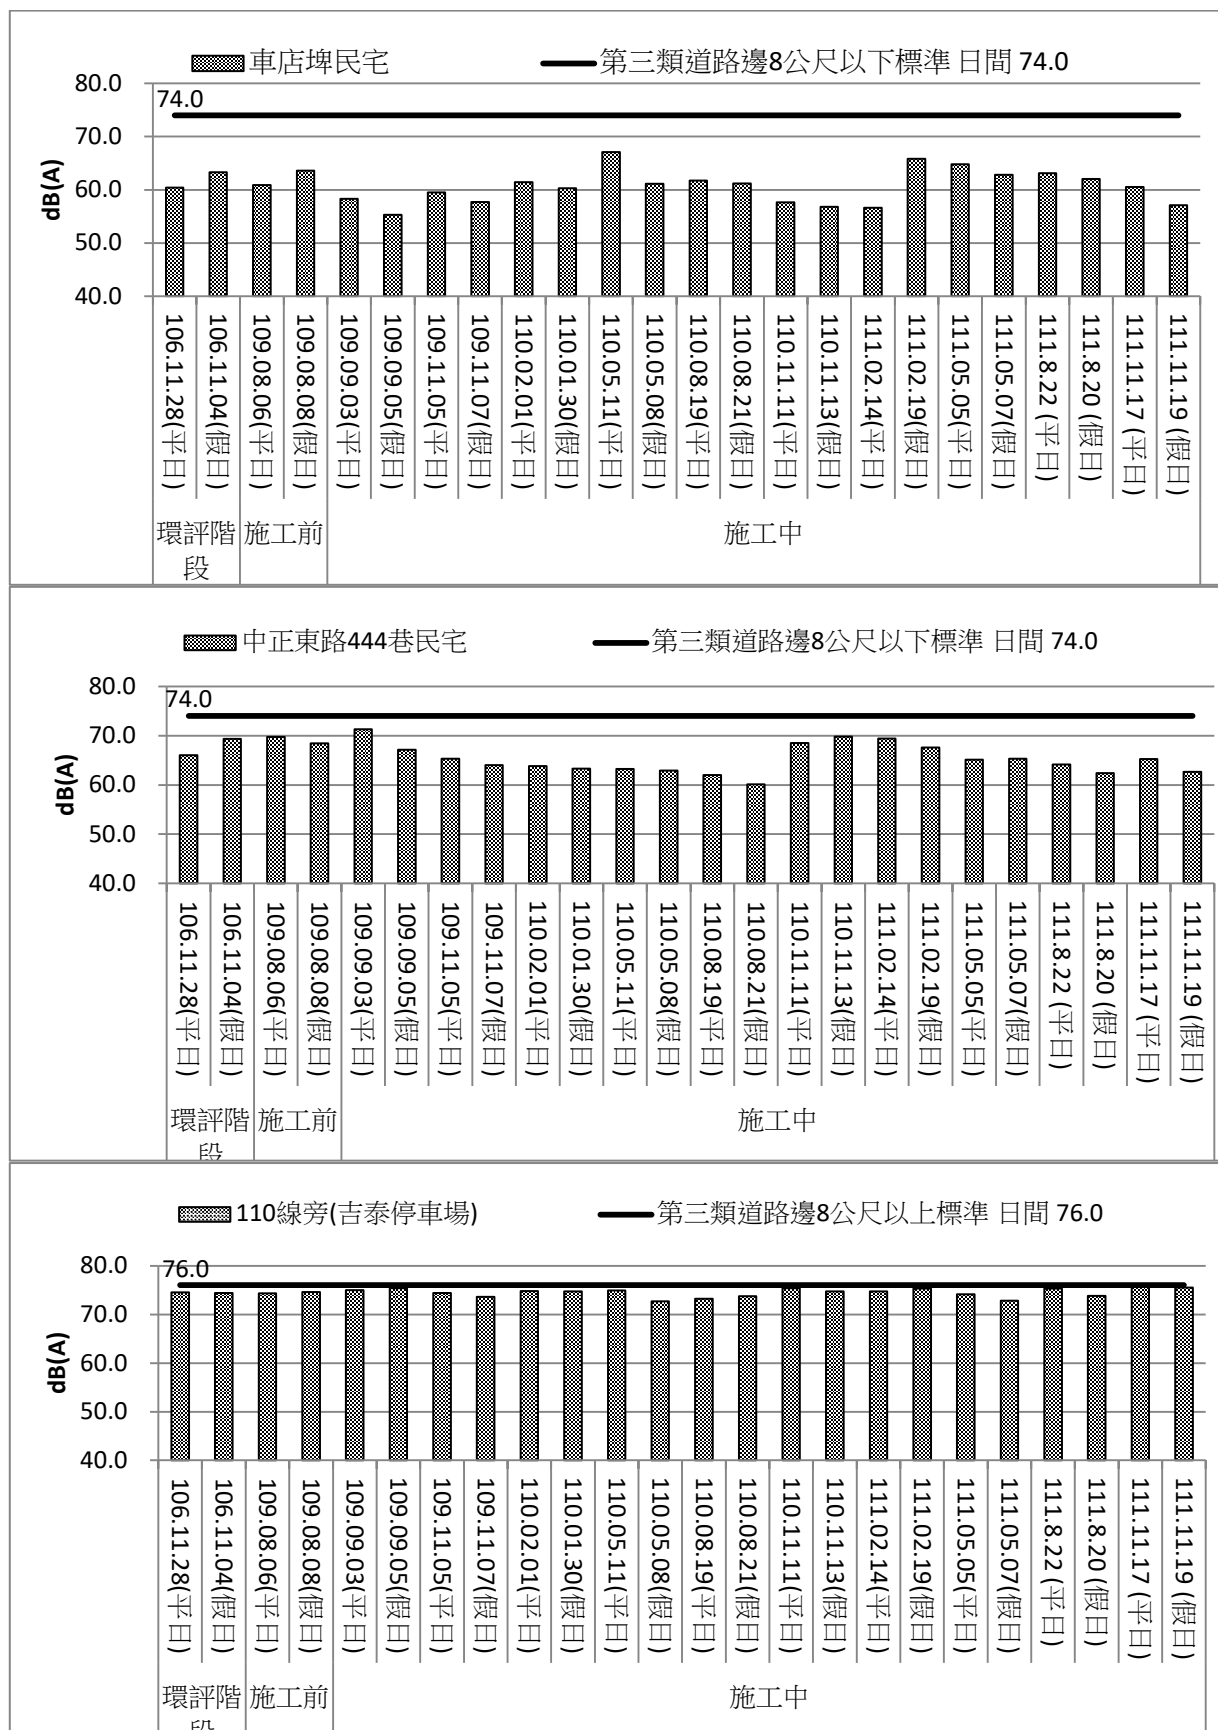 車店埤民宅 第三類道路邊8公尺以下標準 日間 74.0
80.0
74.0
70.0
60.0
50.0
40.0
dB(A)
106.11.28(平日)
106.11.04(假日)
109.08.06(平日)
109.08.08(假日)
109.09.03(平日)
109.09.05(假日)
109.11.05(平日)
109.11.07(假日)
110.02.01(平日)
110.01.30(假日)
110.05.11(平日)
110.05.08(假日)
110.08.19(平日)
110.08.21(假日)
110.11.11(平日)
110.11.13(假日)
111.02.14(平日)
111.02.19(假日)
111.05.05(平日)
111.05.07(假日)
111.8.22 (平日)
111.8.20 (假日)
111.11.17 (平日)
111.11.19 (假日)
環評階
段
施工前
施工中
中正東路444巷民宅 第三類道路邊8公尺以下標準 日間 74.0
80.0
74.0
70.0
60.0
50.0
40.0
dB(A)
106.11.28(平日)
106.11.04(假日)
109.08.06(平日)
109.08.08(假日)
109.09.03(平日)
109.09.05(假日)
109.11.05(平日)
109.11.07(假日)
110.02.01(平日)
110.01.30(假日)
110.05.11(平日)
110.05.08(假日)
110.08.19(平日)
110.08.21(假日)
110.11.11(平日)
110.11.13(假日)
111.02.14(平日)
111.02.19(假日)
111.05.05(平日)
111.05.07(假日)
111.8.22 (平日)
111.8.20 (假日)
111.11.17 (平日)
111.11.19 (假日)
環評階
段
施工前
施工中
110線旁(吉泰停車場) 第三類道路邊8公尺以上標準 日間 76.0
80.0
76.0
70.0
60.0
50.0
40.0
dB(A)
106.11.28(平日)
106.11.04(假日)
109.08.06(平日)
109.08.08(假日)
109.09.03(平日)
109.09.05(假日)
109.11.05(平日)
109.11.07(假日)
110.02.01(平日)
110.01.30(假日)
110.05.11(平日)
110.05.08(假日)
110.08.19(平日)
110.08.21(假日)
110.11.11(平日)
110.11.13(假日)
111.02.14(平日)
111.02.19(假日)
111.05.05(平日)
111.05.07(假日)
111.8.22 (平日)
111.8.20 (假日)
111.11.17 (平日)
111.11.19 (假日)
環評階
段
施工前
施工中